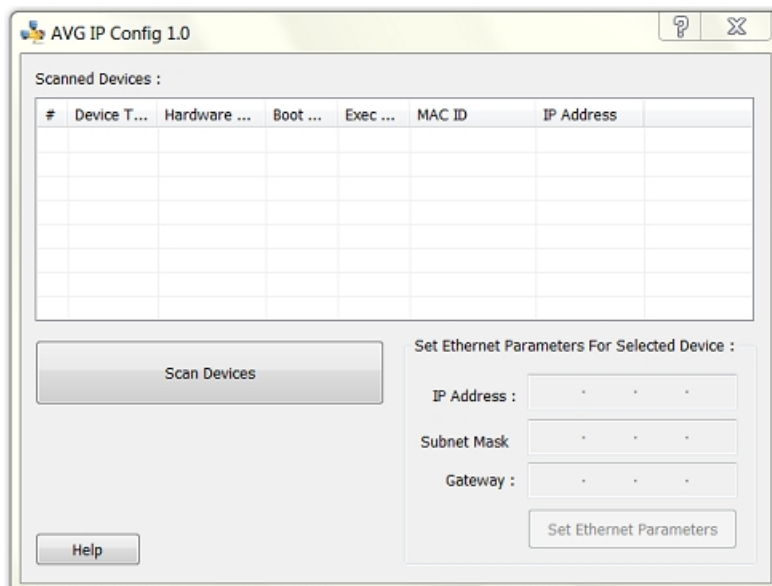 AVG IP Config 1.0
Scanned Devices :
# Device T... Hardware ... Boot ... Exec ... MAC ID IP Address
Scan Devices
Set Ethernet Parameters For Selected Device :
IP Address : . . .
Subnet Mask . . .
Gateway : . . .
Set Ethernet Parameters
Help